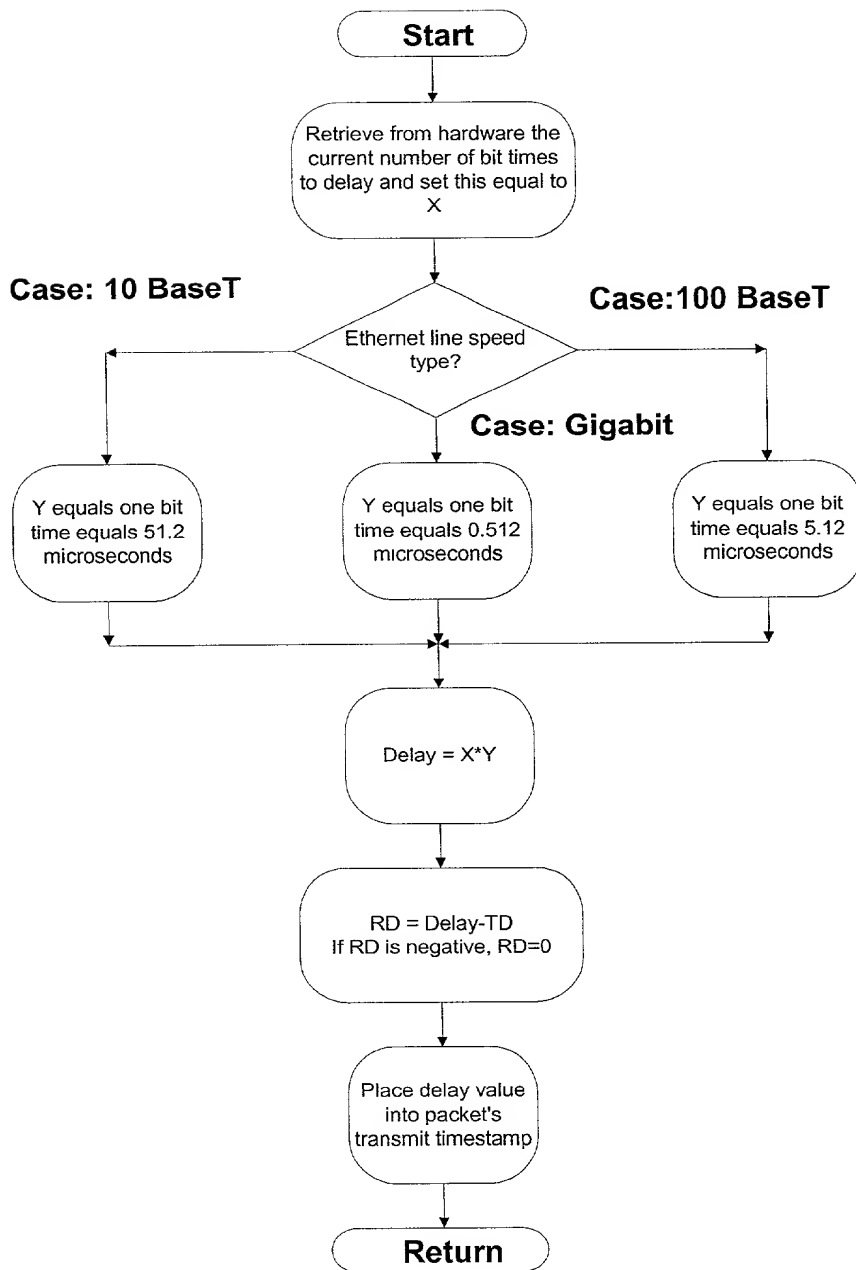 Start
Retrieve from hardware the
current number of bit times
to delay and set this equal to
X
Case: 10 BaseT
Case:100 BaseT
Ethernet line speed
type?
Case: Gigabit
Y equals one bit
time equals 51.2
microseconds
Y equals one bit
time equals 0.512
microseconds
Y equals one bit
time equals 5.12
microseconds
Delay = X*Y
RD = Delay-TD
If RD is negative, RD=0
Place delay value
into packet's
transmit timestamp
Return